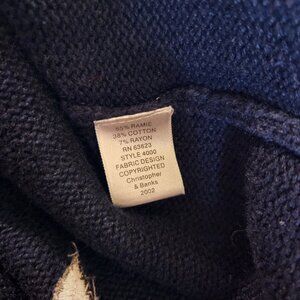 55% RAMIE
38% COTTON
7% RAYON
RN 63623
STYLE 4000
FABRIC DESIGN
COPYRIGHTED
Christopher
& Banks
2002